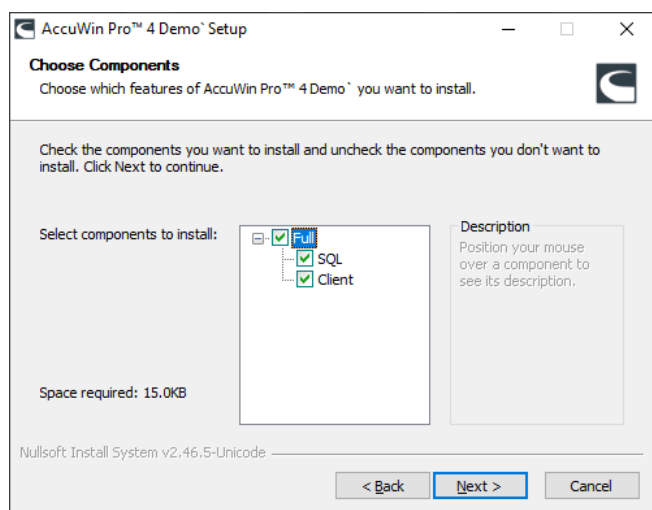 AccuWin Pro™ 4 Demo` Setup
Choose Components
Choose which features of AccuWin Pro™ 4 Demo` you want to install.
Check the components you want to install and uncheck the components you don't want to
install. Click Next to continue.
Select components to install:
Full
SQL
Client
Description
Position your mouse
over a component to
see its description.
Space required: 15.0KB
Nullsoft Install System v2.46.5-Unicode
< Back
Next >
Cancel